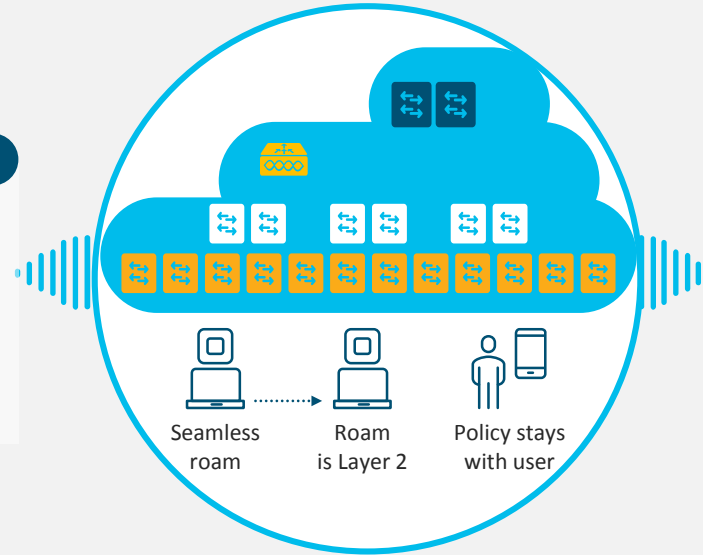 Seamless
roam
Roam
is Layer 2
Policy stays
with user